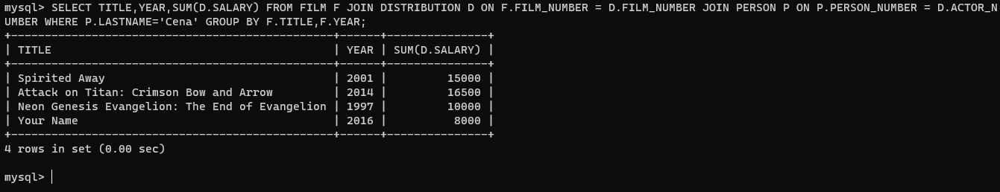 mysql> SELECT TITLE,YEAR,SUM(D.SALARY) FROM FILM F JOIN DISTRIBUTION D ON F.FILM_NUMBER = D.FILM_NUMBER JOIN PERSON P ON P.PERSON_NUMBER = D.ACTOR_N
UMBER WHERE P.LASTNAME='Cena' GROUP BY F.TITLE,F.YEAR;
+-----------------------------------------------+------+---------------+
| TITLE                                         | YEAR | SUM(D.SALARY) |
+-----------------------------------------------+------+---------------+
| Spirited Away                                 | 2001 |         15000 |
| Attack on Titan: Crimson Bow and Arrow        | 2014 |         16500 |
| Neon Genesis Evangelion: The End of Evangelion | 1997 |         10000 |
| Your Name                                     | 2016 |          8000 |
+-----------------------------------------------+------+---------------+
4 rows in set (0.00 sec)
mysql>